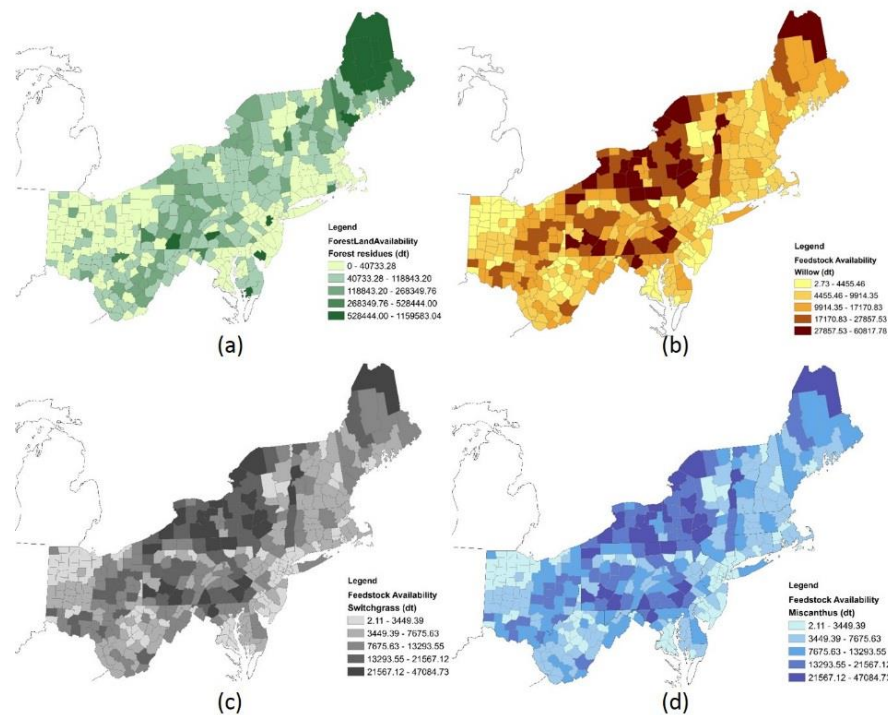 Legend
ForestLandAvailability
Forest residues (dt)
0 - 40733.28
40733.28 - 118843.20
118843.20 - 268349.76
268349.76 - 528444.00
528444.00 - 1159583.04
(a)
Legend
Feedstock Availability
Willow (dt)
2.73 - 4455.46
4455.46 - 9914.35
9914.35 - 17170.83
17170.83 - 27857.53
27857.53 - 60817.78
(b)
Legend
Feedstock Availability
Switchgrass (dt)
2.11 - 3449.39
3449.39 - 7675.63
7675.63 - 13293.55
13293.55 - 21567.12
21567.12 - 47084.73
(c)
Legend
Feedstock Availability
Miscanthus (dt)
2.11 - 3449.39
3449.39 - 7675.63
7675.63 - 13293.55
13293.55 - 21567.12
21567.12 - 47084.73
(d)